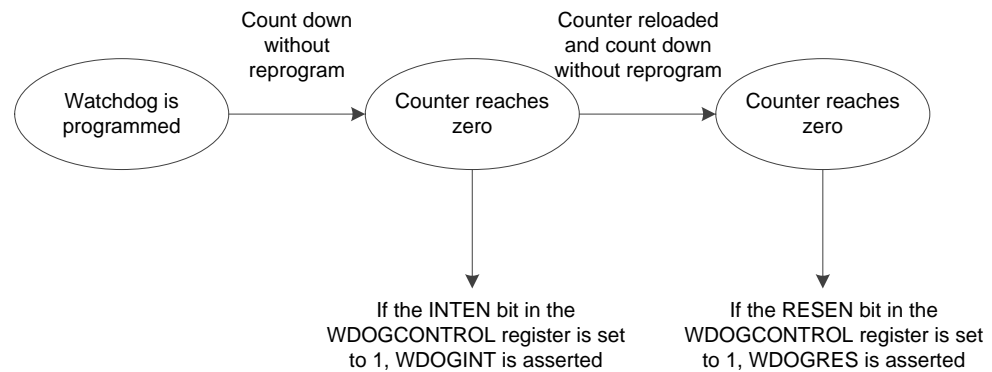 Count down
without
reprogram
Counter reloaded
and count down
without reprogram
Watchdog is
programmed
Counter reaches
zero
Counter reaches
zero
If the INTEN bit in the
WDOGCONTROL register is set
to 1, WDOGINT is asserted
If the RESEN bit in the
WDOGCONTROL register is set
to 1, WDOGRES is asserted